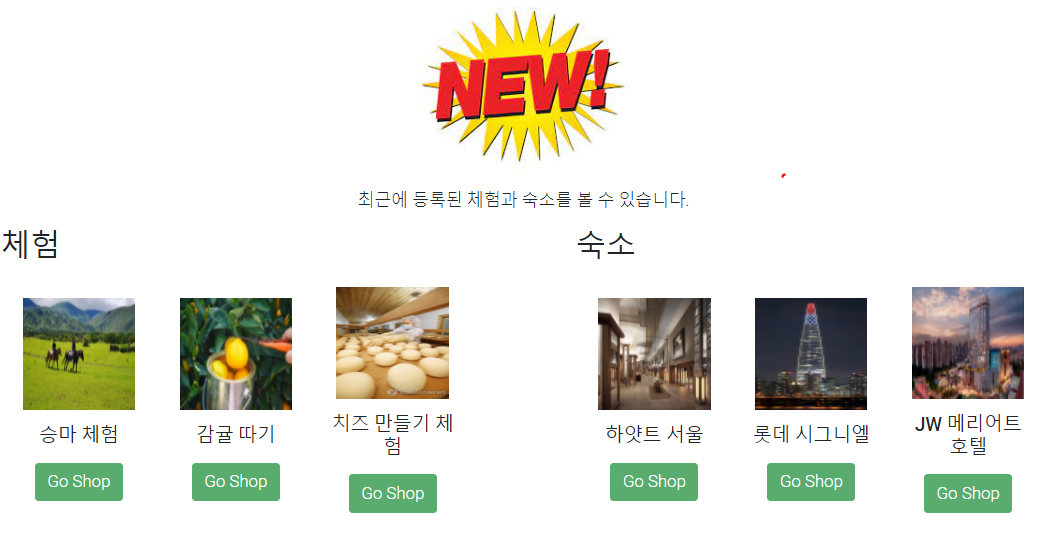 NEW!
최근에 등록된 체험과 숙소를 볼 수 있습니다.
체험
승마 체험
Go Shop
감귤 따기
Go Shop
치즈 만들기 체
험
Go Shop
숙소
하얏트 서울
Go Shop
롯데 시그니엘
Go Shop
JW 메리어트
호텔
Go Shop